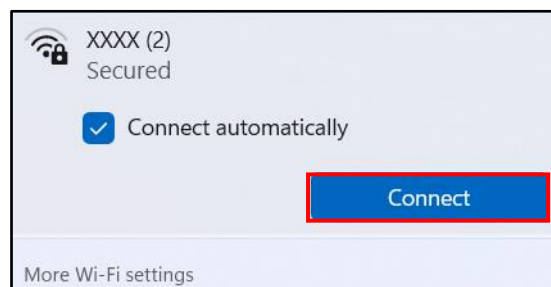 XXXX (2)
Secured
Connect automatically
Connect
More Wi-Fi settings